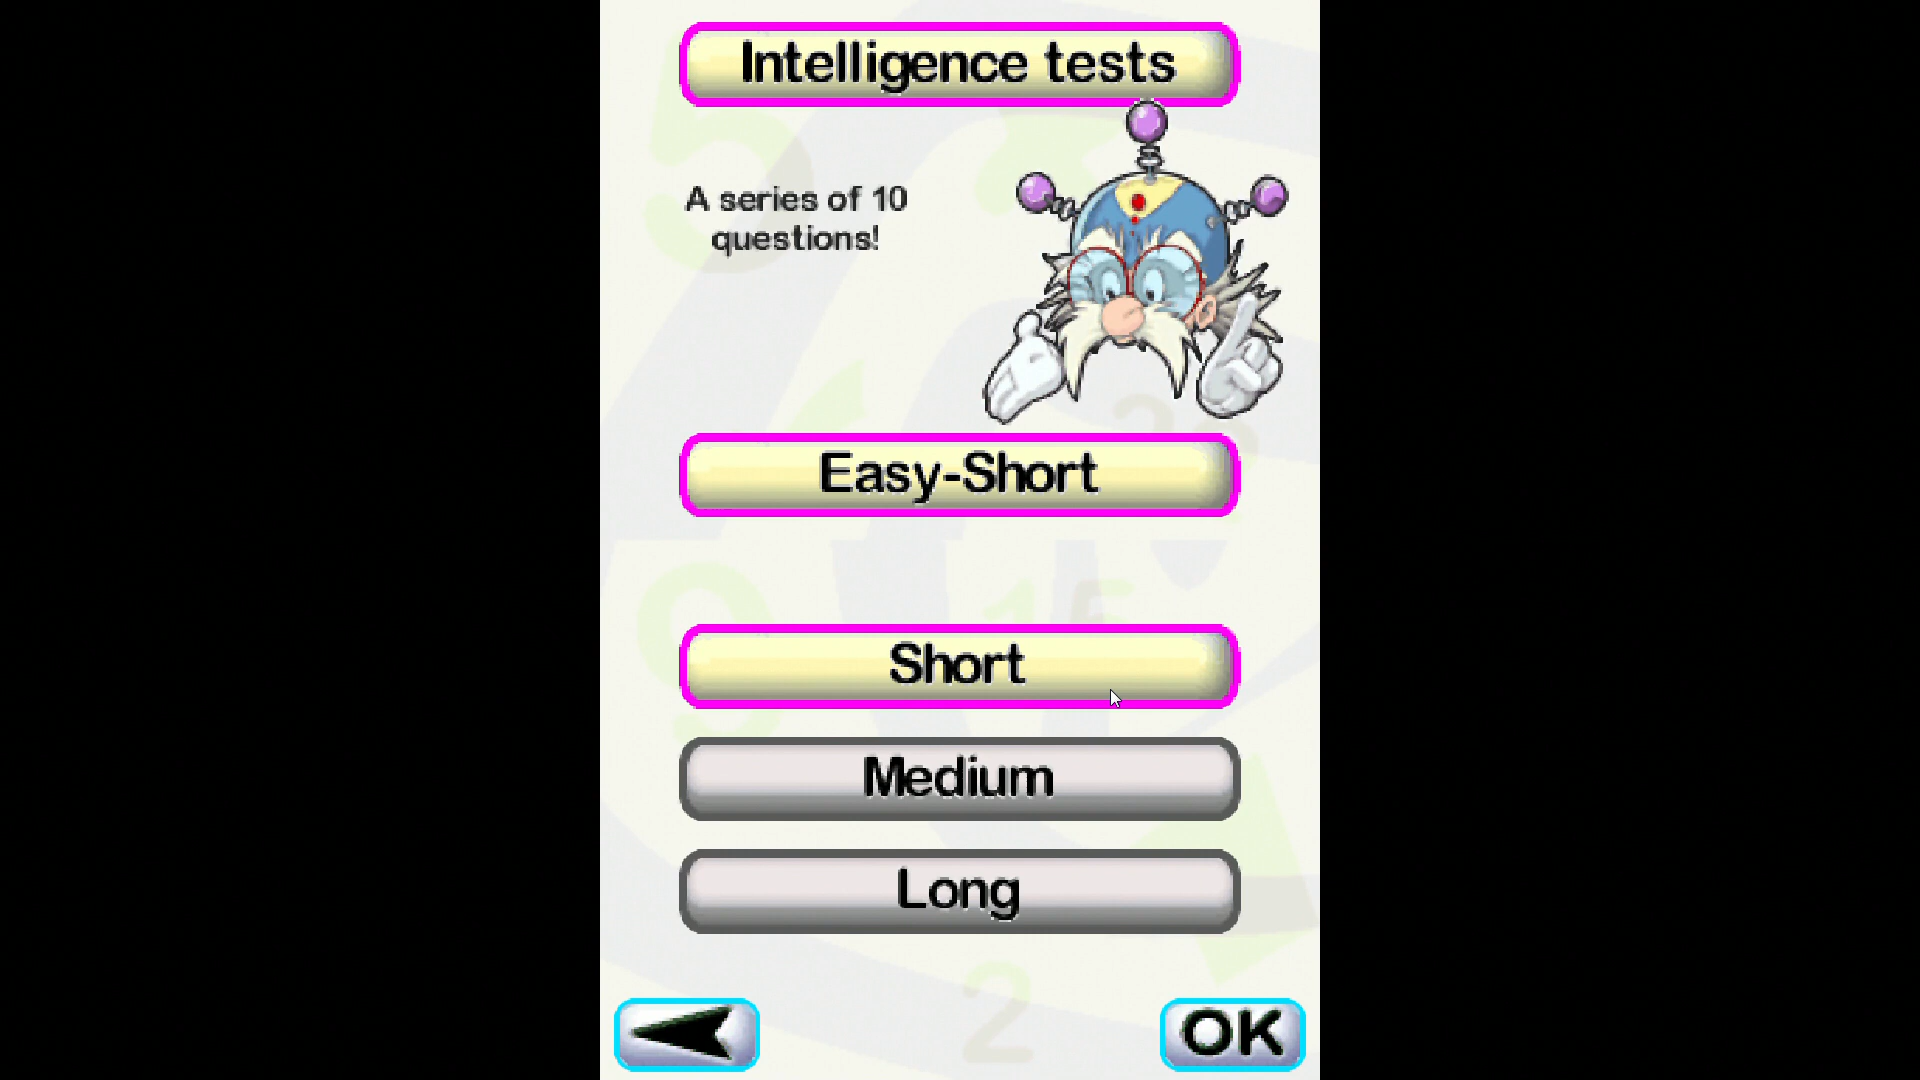 Intelligence tests
A series of 10
questions!
Easy-Short
Short
Medium
Long
OK